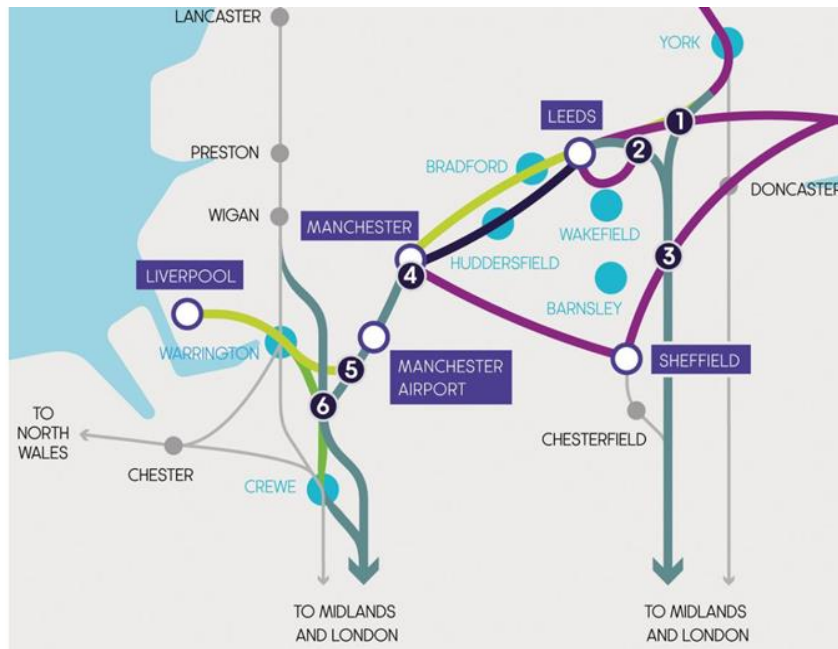 LANCASTER
YORK
1
LEEDS
2
PRESTON
BRADFORD
DONCASTER
WIGAN
MANCHESTER
WAKEFIELD
HUDDERSFIELD
3
4
LIVERPOOL
BARNSLEY
WARRINGTON
5
MANCHESTER
AIRPORT
SHEFFIELD
6
TO
NORTH
WALES
CHESTERFIELD
CHESTER
CREWE
TO MIDLANDS
AND LONDON
TO MIDLANDS
AND LONDON